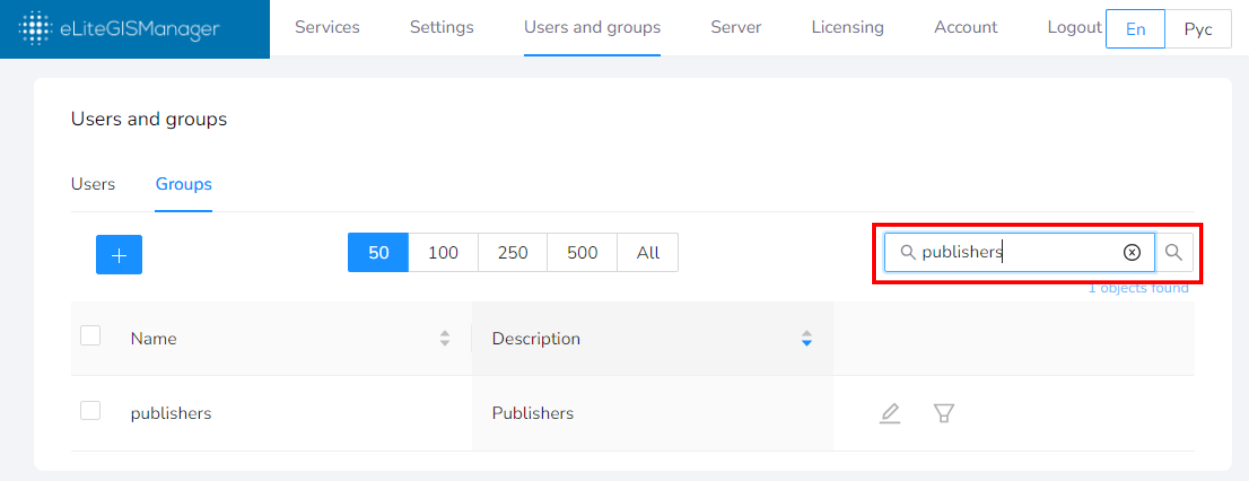 eLiteGISManager Services Settings Users and groups Server Licensing Account Logout En Рус
Users and groups
Users Groups
+ 50 100 250 500 All publishers
1 objects found
Name Description
publishers Publishers